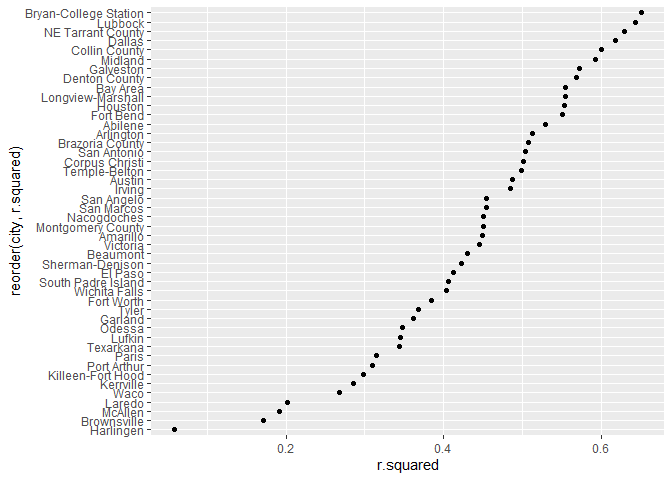 Bryan-College Station
Lubbock
NE Tarrant County
Dallas
Collin County
Midland
Galveston
Denton County
Bay Area
Longview-Marshall
Houston
Fort Bend
Abilene
Arlington
Brazoria County
San Antonio
Corpus Christi
Temple-Belton
Austin
Irving
San Angelo
San Marcos
Nacogdoches
Montgomery County
Amarillo
Victoria
Beaumont
Sherman-Denison
El Paso
South Padre Island
Wichita Falls
Fort Worth
Tyler
Garland
Odessa
Lufkin
Texarkana
Paris
Port Arthur
Killeen-Fort Hood
Kerrville
Waco
Laredo
McAllen
Brownsville
Harlingen
reorder(city, r.squared)
0.2 0.4 0.6
r.squared